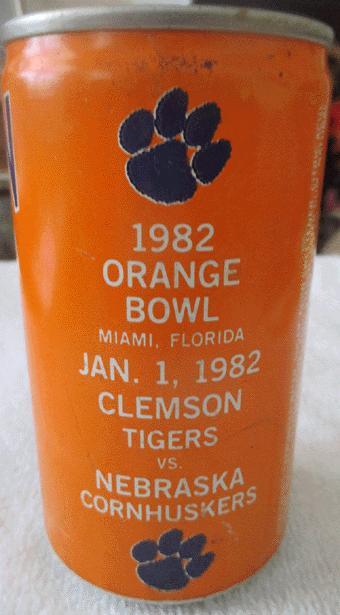 1982
ORANGE
BOWL
MIAMI, FLORIDA
JAN. 1, 1982
CLEMSON
TIGERS
VS.
NEBRASKA
CORNHUSKERS